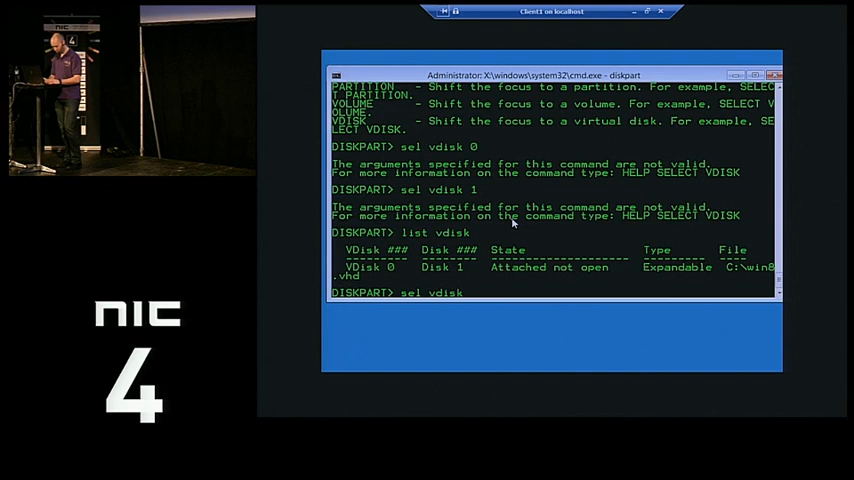 Client1 on localhost
Administrator: X:\windows\system32\cmd.exe - diskpart
PARTITION - Shift the focus to a partition. For example, SELEC
T PARTITION.
VOLUME - Shift the focus to a volume. For example, SELECT V
OLUME.
VDISK - Shift the focus to a virtual disk. For example, SE
LECT VDISK.
DISKPART> sel vdisk 0
The arguments specified for this command are not valid.
For more information on the command type: HELP SELECT VDISK
DISKPART> sel vdisk 1
The arguments specified for this command are not valid.
For more information on the command type: HELP SELECT VDISK
DISKPART> list vdisk
VDisk ### Disk ### State Type File
--------- -------- -------------------- --------- ----
VDisk 0 Disk 1 Attached not open Expandable C:\win8
.vhd
DISKPART> sel vdisk
NIC
4
NIC
4